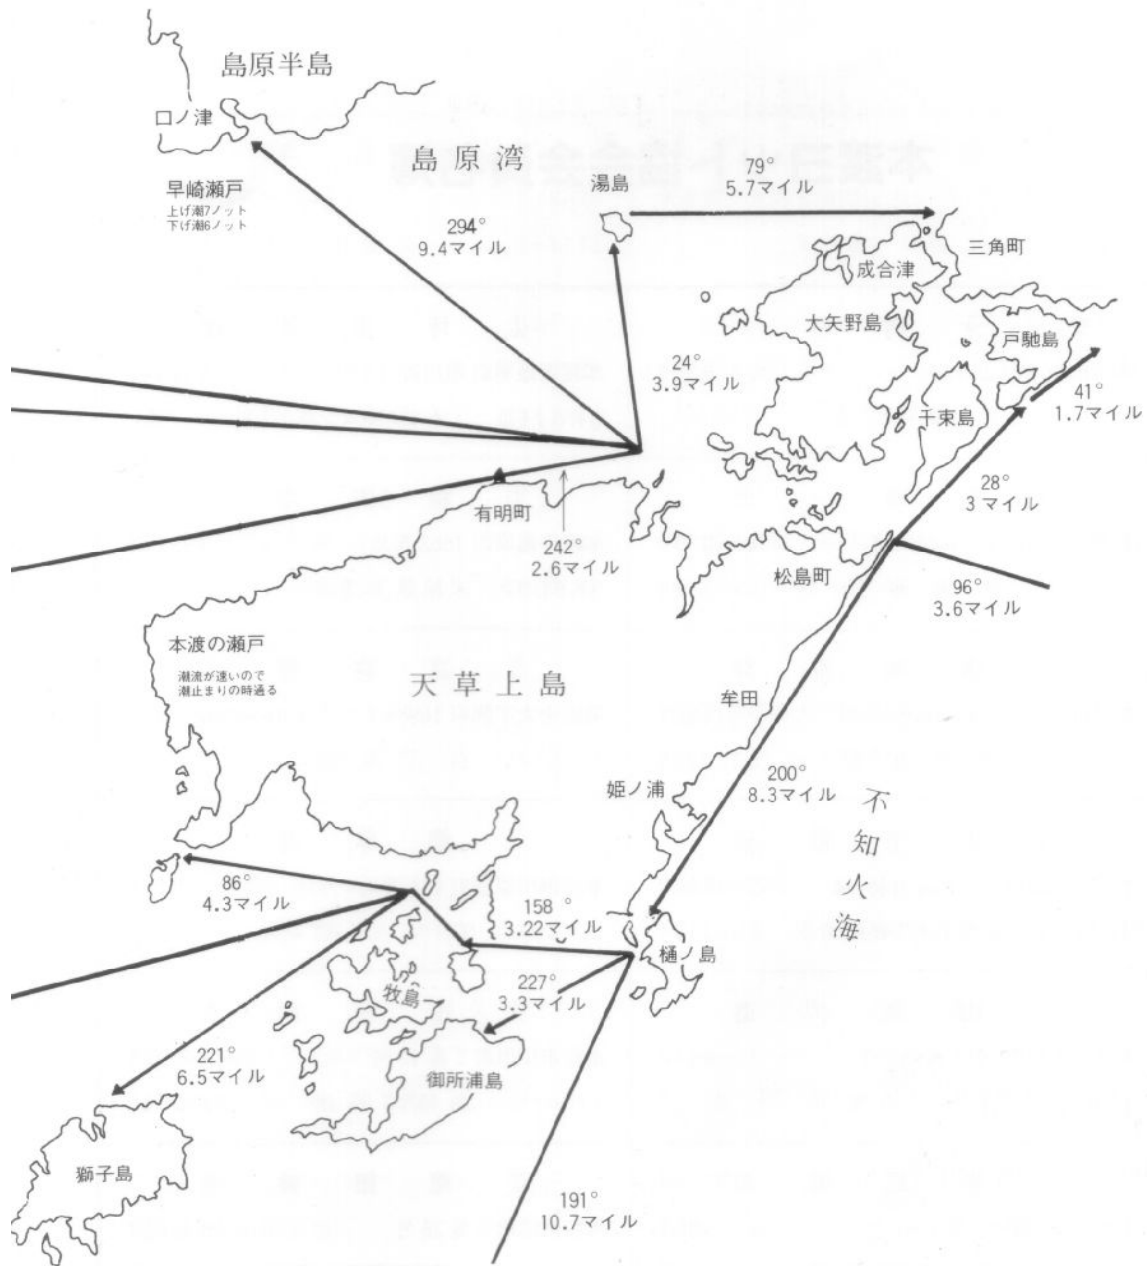 島原半島
口ノ津
島原湾
早崎瀬戸
上げ潮7ノット
下げ潮6ノット
294°
9.4マイル
湯島
79°
5.7マイル
三角町
成合津
大矢野島
戸馳島
24°
3.9マイル
41°
1.7マイル
千束島
28°
3マイル
有明町
242°
2.6マイル
松島町
96°
3.6マイル
本渡の瀬戸
潮流が速いので
潮止まりの時通る
天草上島
牟田
姫ノ浦
200°
8.3マイル
不知火海
86°
4.3マイル
158°
3.22マイル
樋ノ島
227°
3.3マイル
牧島
221°
6.5マイル
御所浦島
獅子島
191°
10.7マイル